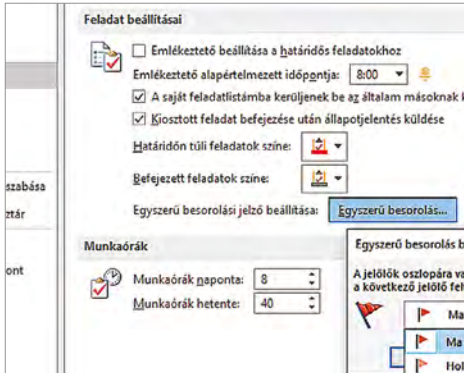 Feladat beállításai
Emlékeztető beállítása a határidős feladatokhoz
Emlékeztető alapértelmezett időpontja: 8:00
A saját feladatlistámba kerüljenek be az általam másoknak k
Kiosztott feladat befejezése után állapotjelentés küldése
Határidőn túli feladatok színe:
Befejezett feladatok színe:
szabása
ztár
Egyszerű besorolási jelző beállítása: Egyszerű besorolás...
Munkaórák
Egyszerű besorolás b
ont
Munkaórák naponta: 8
A jelölők oszlopára va
a következő jelölő fel
Munkaórák hetente: 40
Ma
Ma
Hol